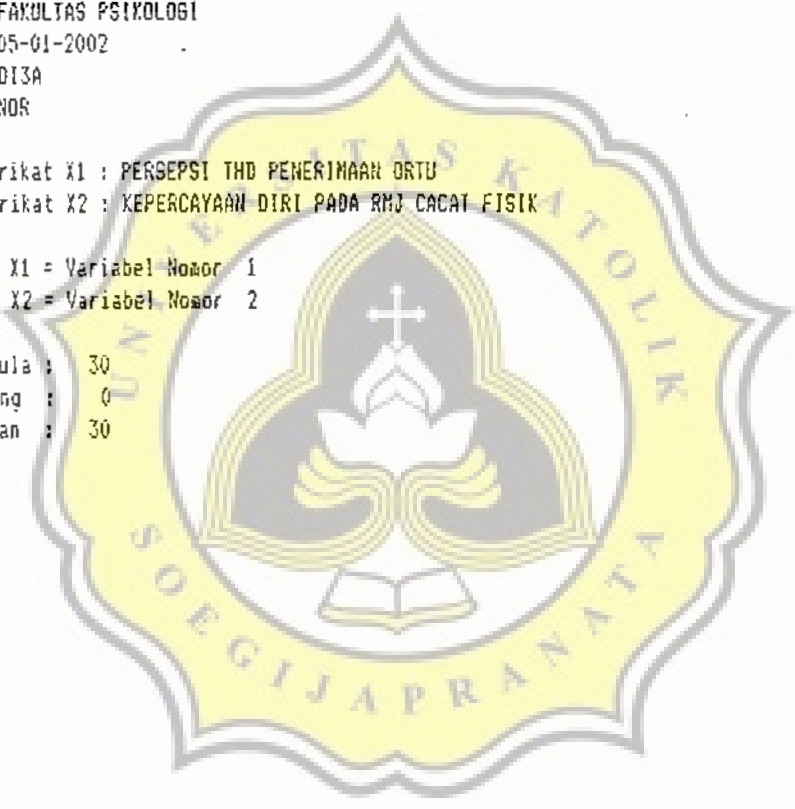 FAKULTAS PSIKOLOGI
05-01-2002
DI3A
NOR
rikat X1 : PERSEPSI THD PENERIMAAN ORTU
rikat X2 : KEPERCAYAAN DIRI PADA RMJ CACAT FISIK
X1 = Variabel Nomor 1
X2 = Variabel Nomor 2
ula : 30
ng : 0
an : 30
UNIVERSITAS KATOLIK
SOEGIJAPRANATA